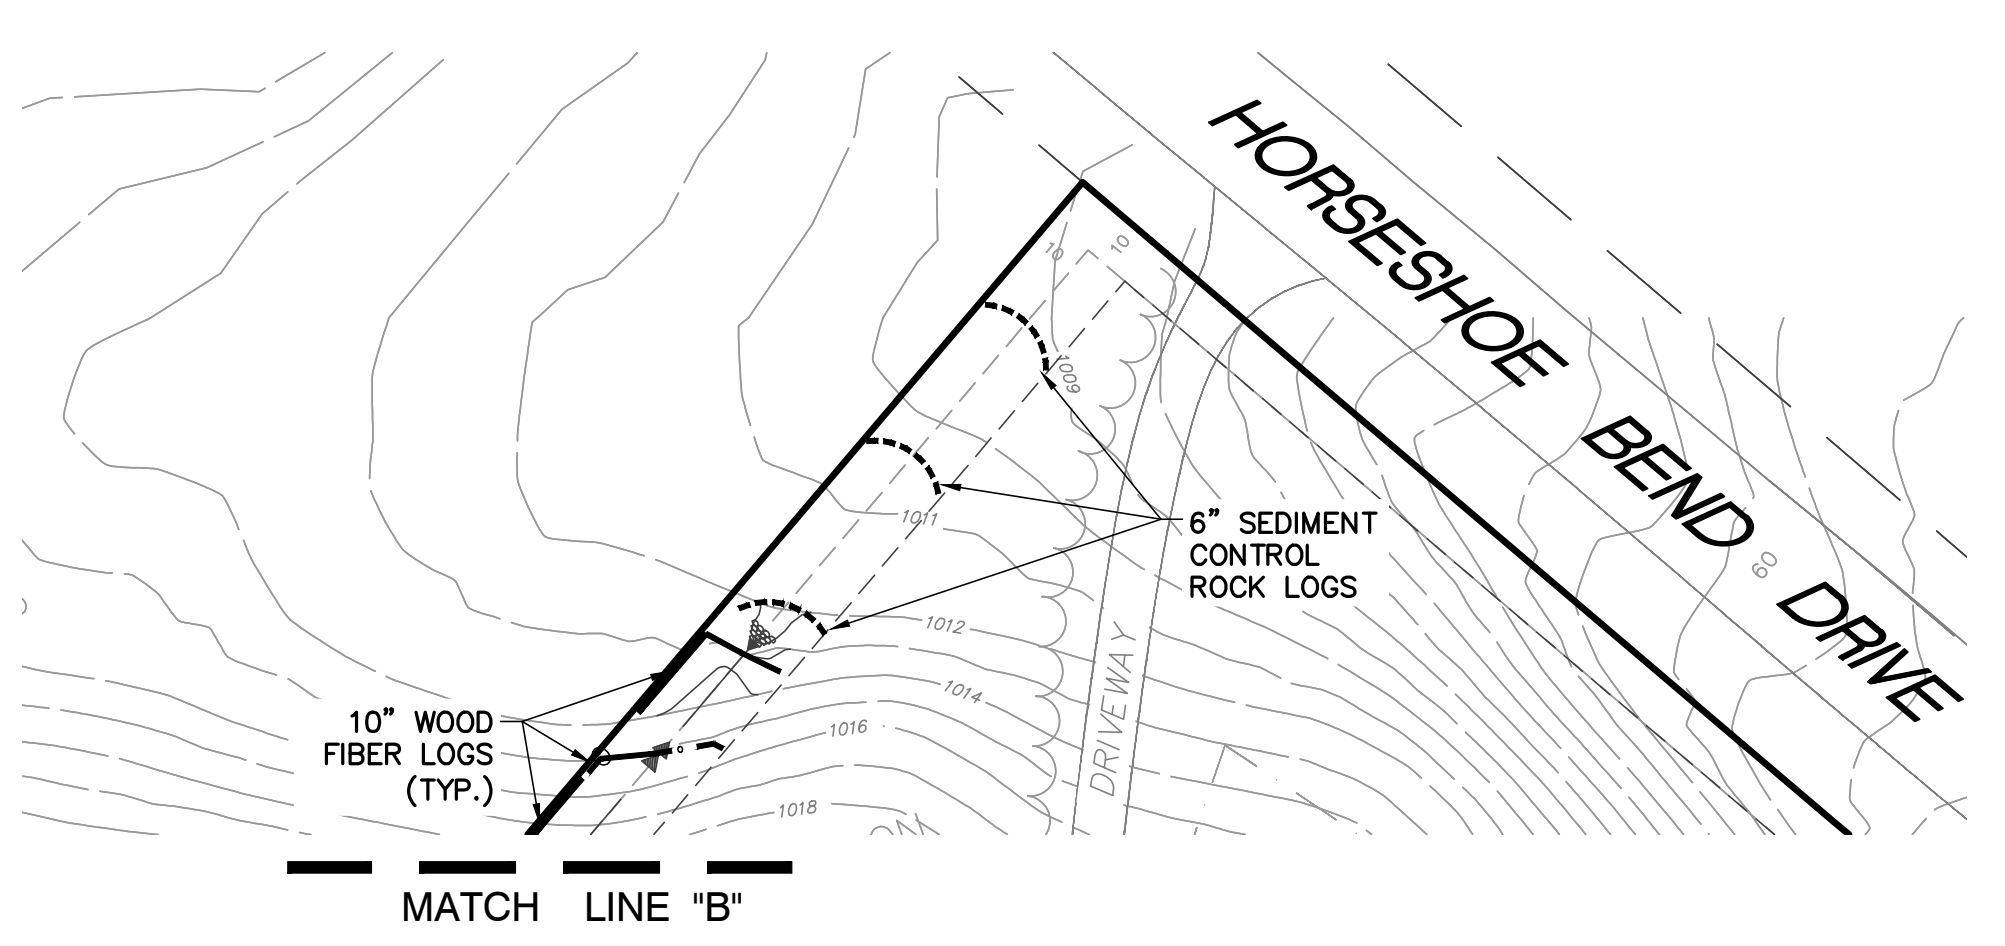 HORSESHOE BEND DRIVE
10
10
1009
1011
6” SEDIMENT
CONTROL
ROCK LOGS
60
1012
1014
DRIVEWAY
10” WOOD
FIBER LOGS
(TYP.)
1016
1018
MATCH LINE "B"